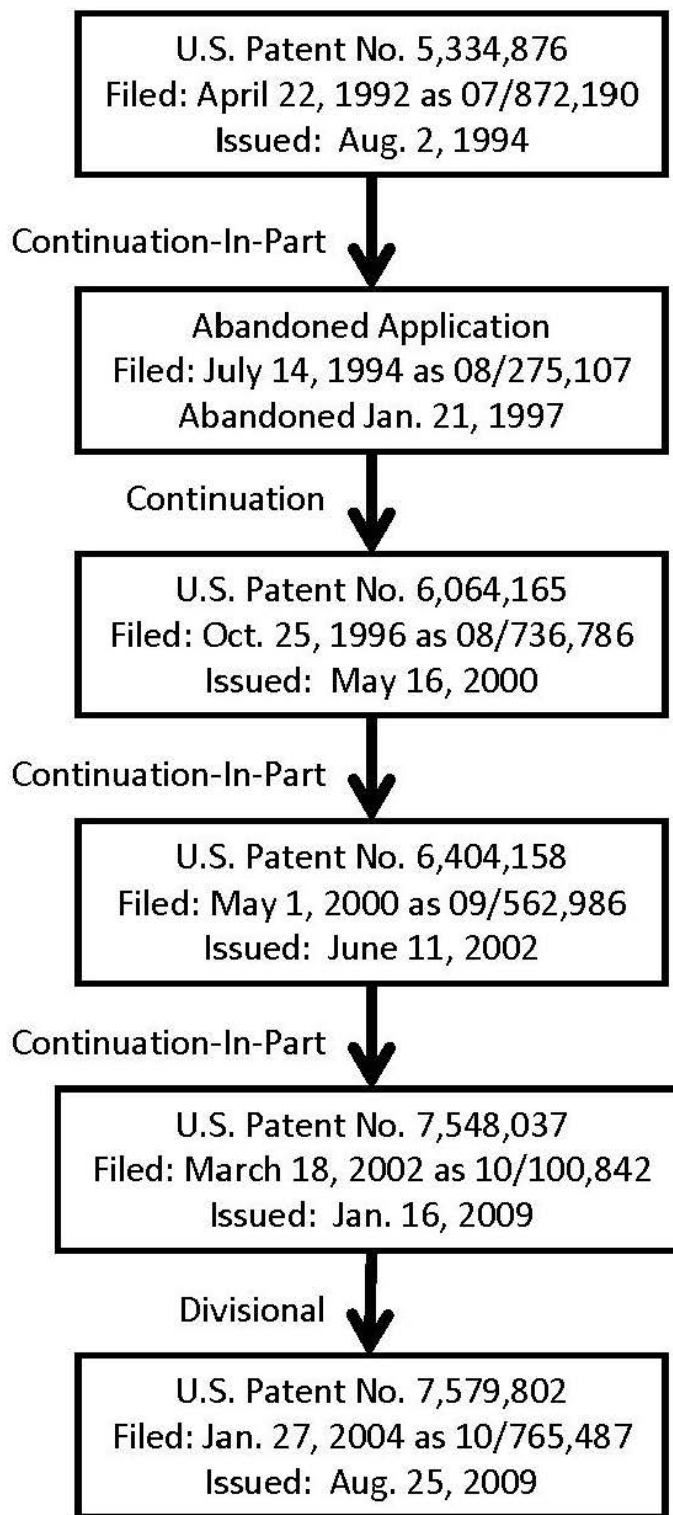 U.S. Patent No. 5,334,876
Filed: April 22, 1992 as 07/872,190
Issued: Aug. 2, 1994
Continuation-In-Part
Abandoned Application
Filed: July 14, 1994 as 08/275,107
Abandoned Jan. 21, 1997
Continuation
U.S. Patent No. 6,064,165
Filed: Oct. 25, 1996 as 08/736,786
Issued: May 16, 2000
Continuation-In-Part
U.S. Patent No. 6,404,158
Filed: May 1, 2000 as 09/562,986
Issued: June 11, 2002
Continuation-In-Part
U.S. Patent No. 7,548,037
Filed: March 18, 2002 as 10/100,842
Issued: Jan. 16, 2009
Divisional
U.S. Patent No. 7,579,802
Filed: Jan. 27, 2004 as 10/765,487
Issued: Aug. 25, 2009